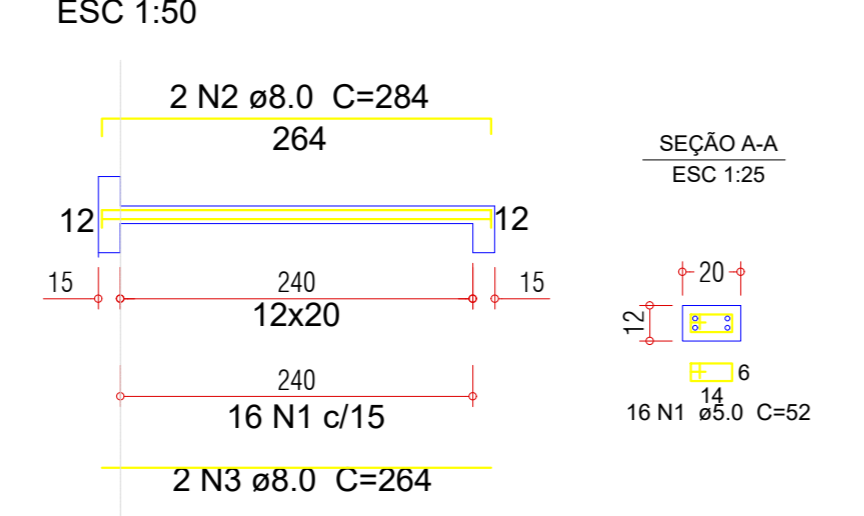 ESC 1:50
2 N2 ø8.0 C=284
264
SEÇÃO A-A
ESC 1:25
12
12
15
240
15
12x20
20
12
240
16 N1 c/15
6
14
16 N1 ø5.0 C=52
2 N3 ø8.0 C=264